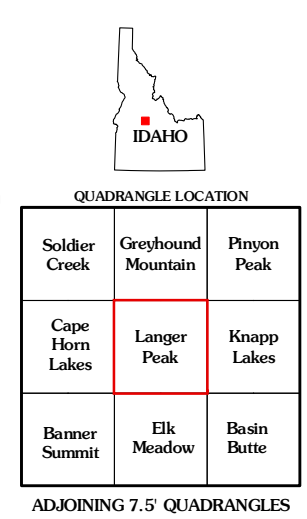 IDAHO
QUADRANGLE LOCATION
Soldier
Creek
Greyhound
Mountain
Pinyon
Peak
Cape
Horn
Lakes
Langer
Peak
Knapp
Lakes
Banner
Summit
Elk
Meadow
Basin
Butte
ADJOINING 7.5' QUADRANGLES